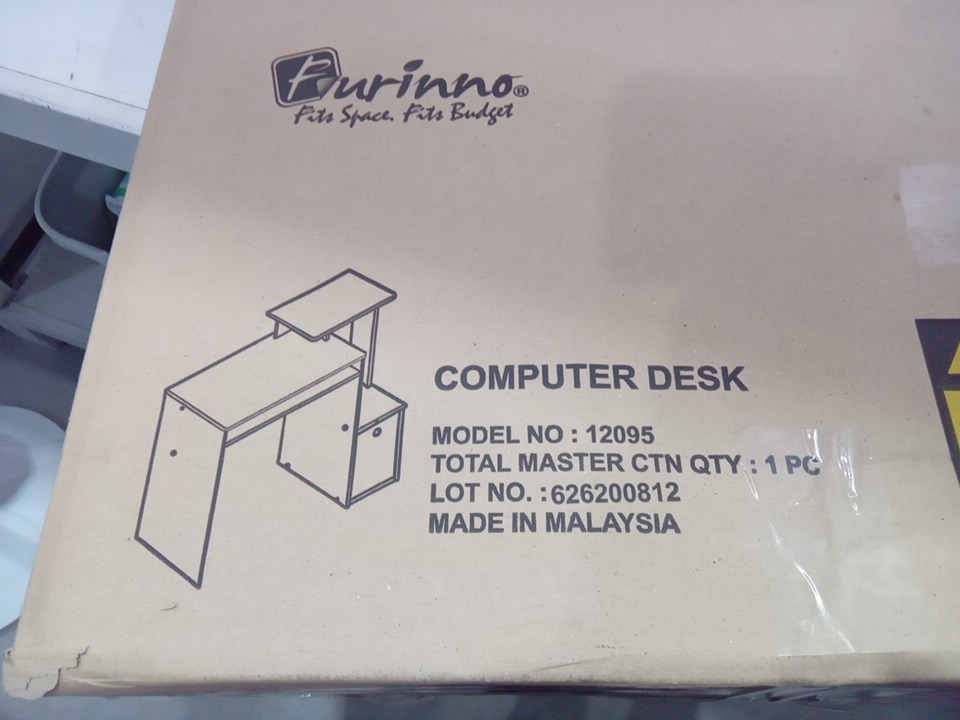 Furinno®
Fits Space. Fits Budget
COMPUTER DESK
MODEL NO : 12095
TOTAL MASTER CTN QTY : 1 PC
LOT NO. : 626200812
MADE IN MALAYSIA